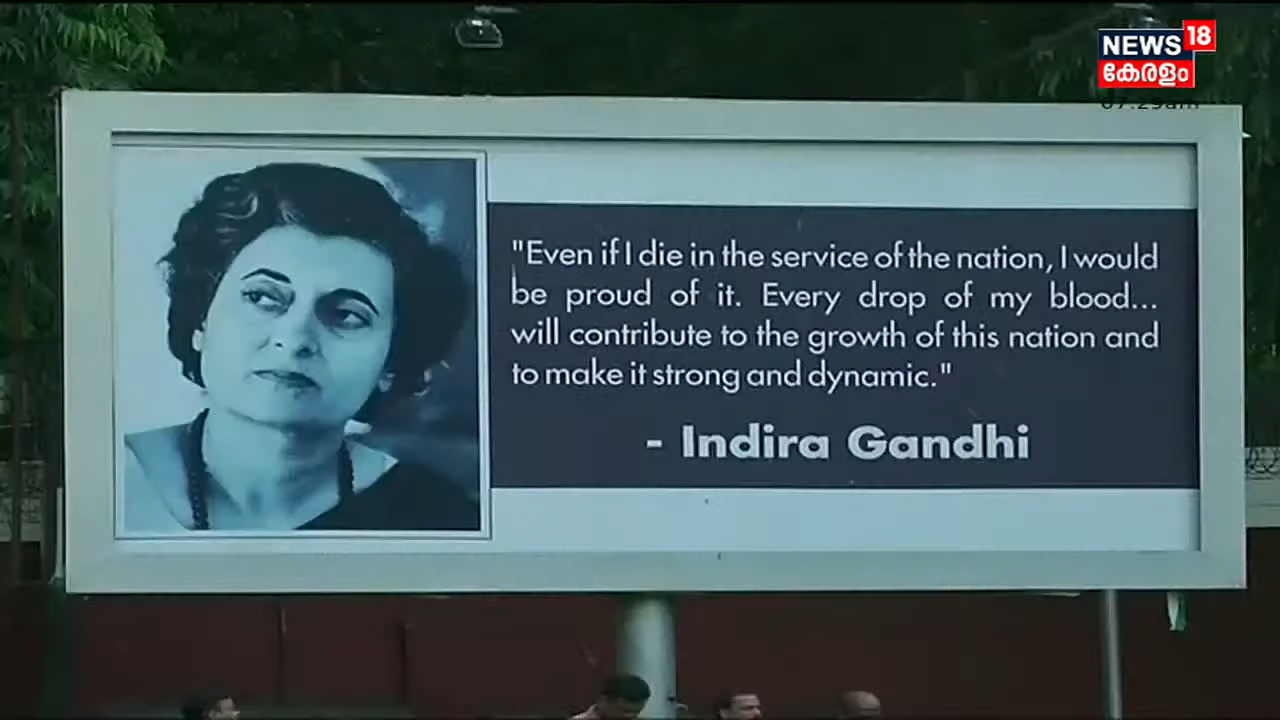 NEWS 18
കേരളം
07:29am
"Even if I die in the service of the nation, I would
be proud of it. Every drop of my blood...
will contribute to the growth of this nation and
to make it strong and dynamic."
- Indira Gandhi